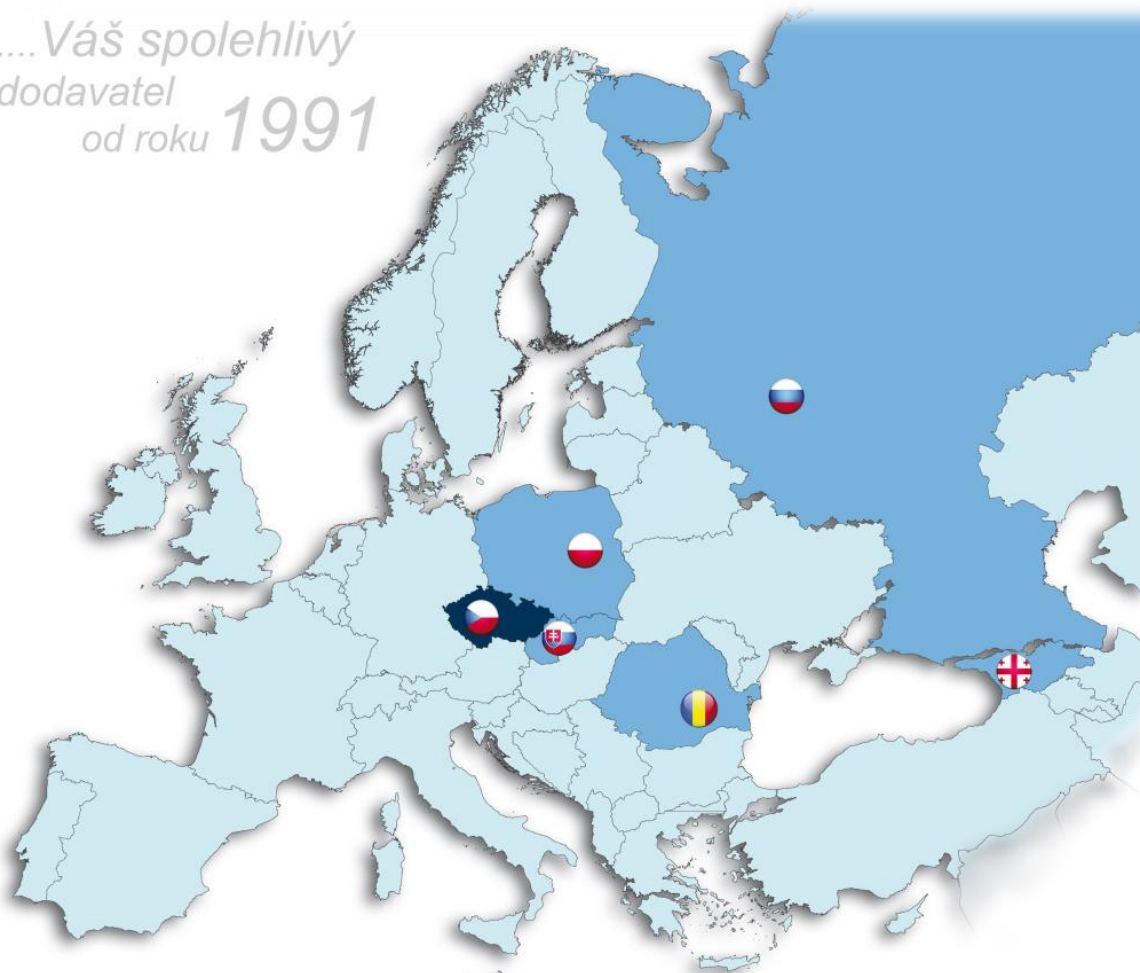 ....Váš spolehlivý
dodavatel
od roku 1991